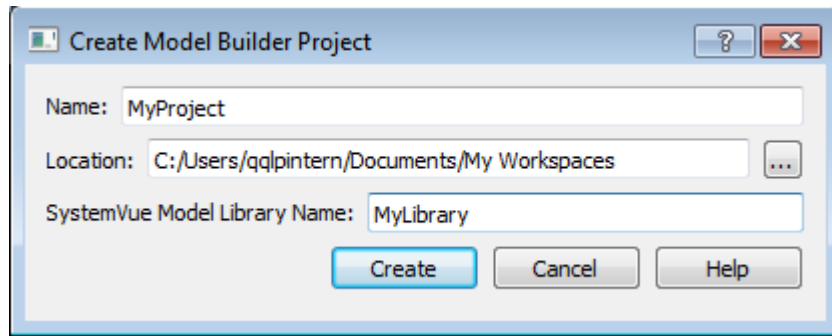 Create Model Builder Project
Name: MyProject
Location: C:/Users/qqlpintern/Documents/My Workspaces ...
SystemVue Model Library Name: MyLibrary
Create Cancel Help